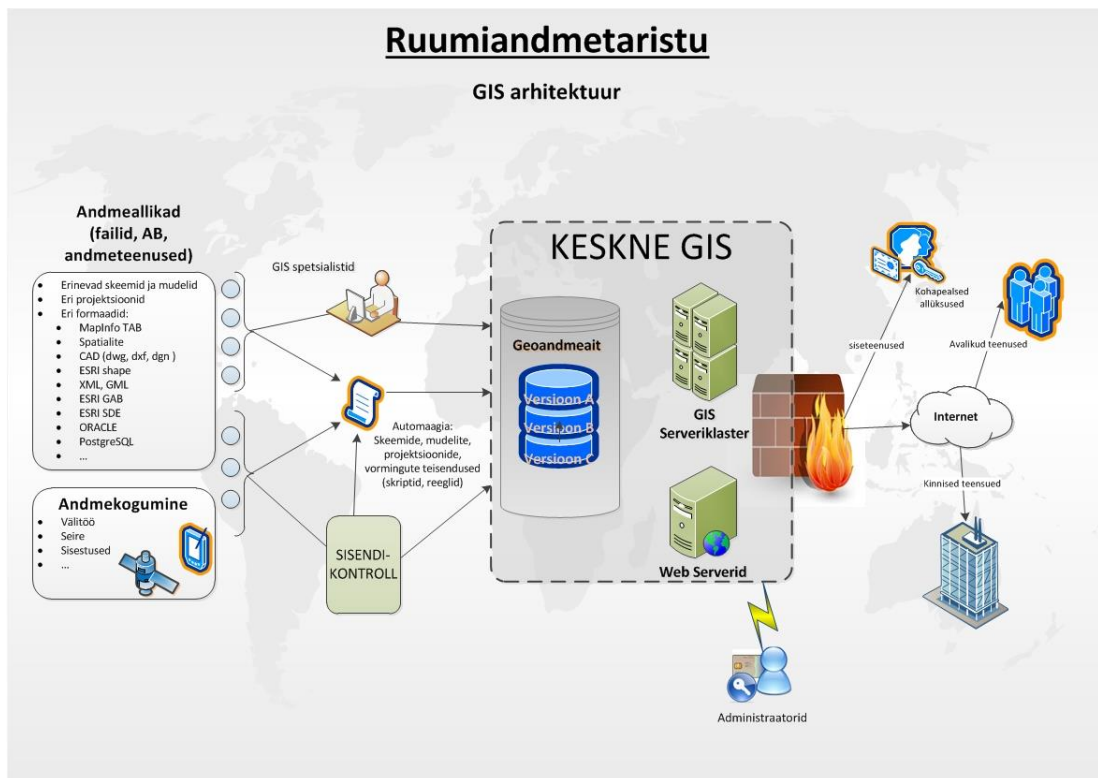 Ruumiandmetaristu
GIS arhitektuur
Andmeallikad
(failid, AB,
andmeteenused)
Erinevad skeemid ja mudelid
Eri projektsioonid
Eri formaadid:
MapInfo TAB
Spatialite
CAD (dwg, dxf, dgn )
ESRI shape
XML, GML
ESRI GAB
ESRI SDE
ORACLE
PostgreSQL
...
Andmekogumine
Välitöö
Seire
Sisestused
...
GIS spetsialistid
Automaagia:
Skeemide, mudelite,
projektsioonide,
vormingute teisendused
(skriptid, reeglid)
SISENDI-
KONTROLL
KESKNE GIS
Geoandmeait
Versioon A
Versioon B
Versioon C
GIS
Serveriklaster
Web Serverid
Administraatorid
siseteenused
Kohapealsed
allüksused
Avalikud teenused
Internet
Kinnised teensued